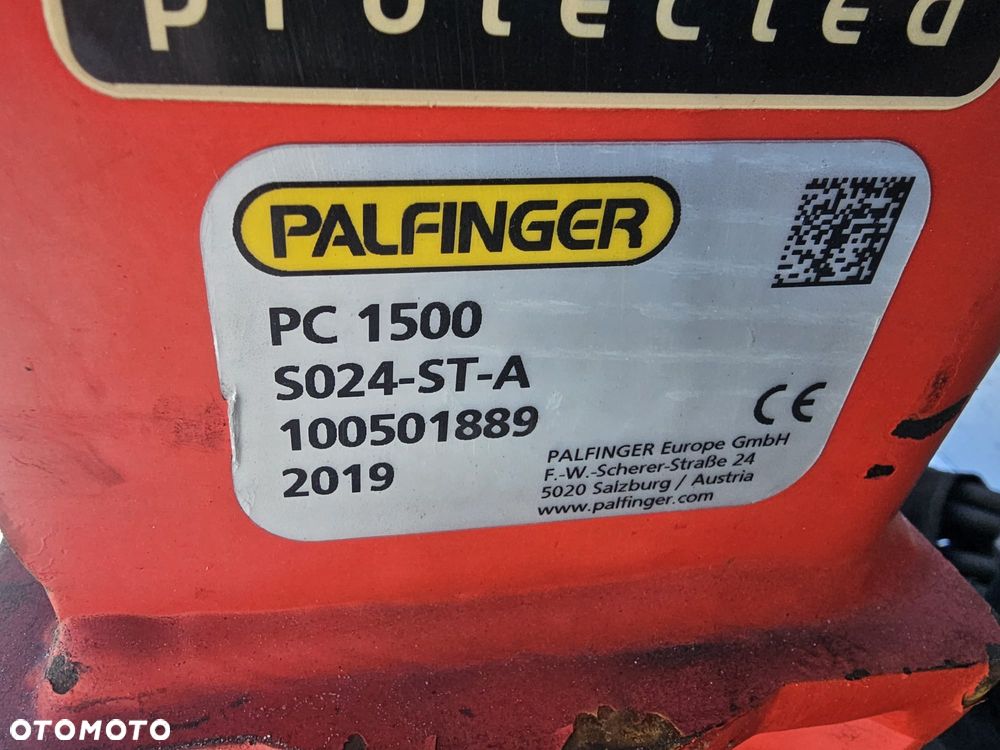 protected
PALFINGER
PC 1500
S024-ST-A
100501889
2019
CE
PALFINGER Europe GmbH
F.-W.-Scherer-Straße 24
5020 Salzburg / Austria
www.palfinger.com
OTOMOTO